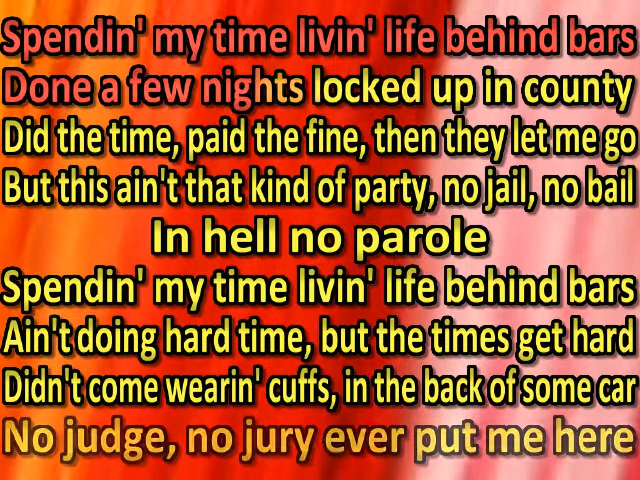 Spendin' my time livin' life behind bars
Done a few nights locked up in county
Did the time, paid the fine, then they let me go
But this ain't that kind of party, no jail, no bail
In hell no parole
Spendin' my time livin' life behind bars
Ain't doing hard time, but the times get hard
Didn't come wearin' cuffs, in the back of some car
No judge, no jury ever put me here